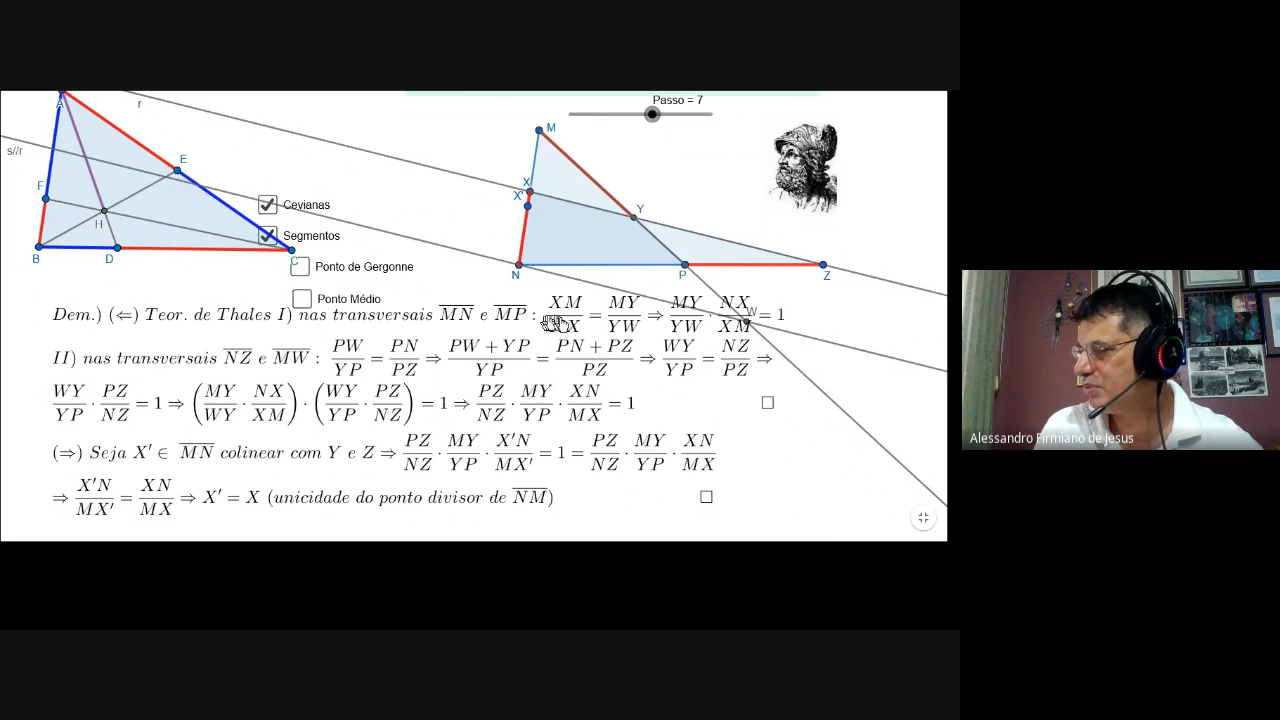 Passo = 7
r
s//r
A
E
F
H
B
D
C
Cevianas
Segmentos
Ponto de Gergonne
Ponto Médio
M
X
X'
Y
N
P
Z
W
Dem.) (⇐) Teor. de Thales I) nas transversais MN e MP : XM/X = MY/YW ⇒ MY/YW · NX/XM = 1
II) nas transversais NZ e MW : PW/YP = PN/PZ ⇒ (PW + YP)/YP = (PN + PZ)/PZ ⇒ WY/YP = NZ/PZ ⇒
WY/YP · PZ/NZ = 1 ⇒ (MY/WY · NX/XM) · (WY/YP · PZ/NZ) = 1 ⇒ PZ/NZ · MY/YP · XN/MX = 1 □
(⇒) Seja X' ∈ MN colinear com Y e Z ⇒ PZ/NZ · MY/YP · X'N/MX' = 1 = PZ/NZ · MY/YP · XN/MX
⇒ X'N/MX' = XN/MX ⇒ X' = X (unicidade do ponto divisor de NM) □
Alessandro Firmiano de Jesus